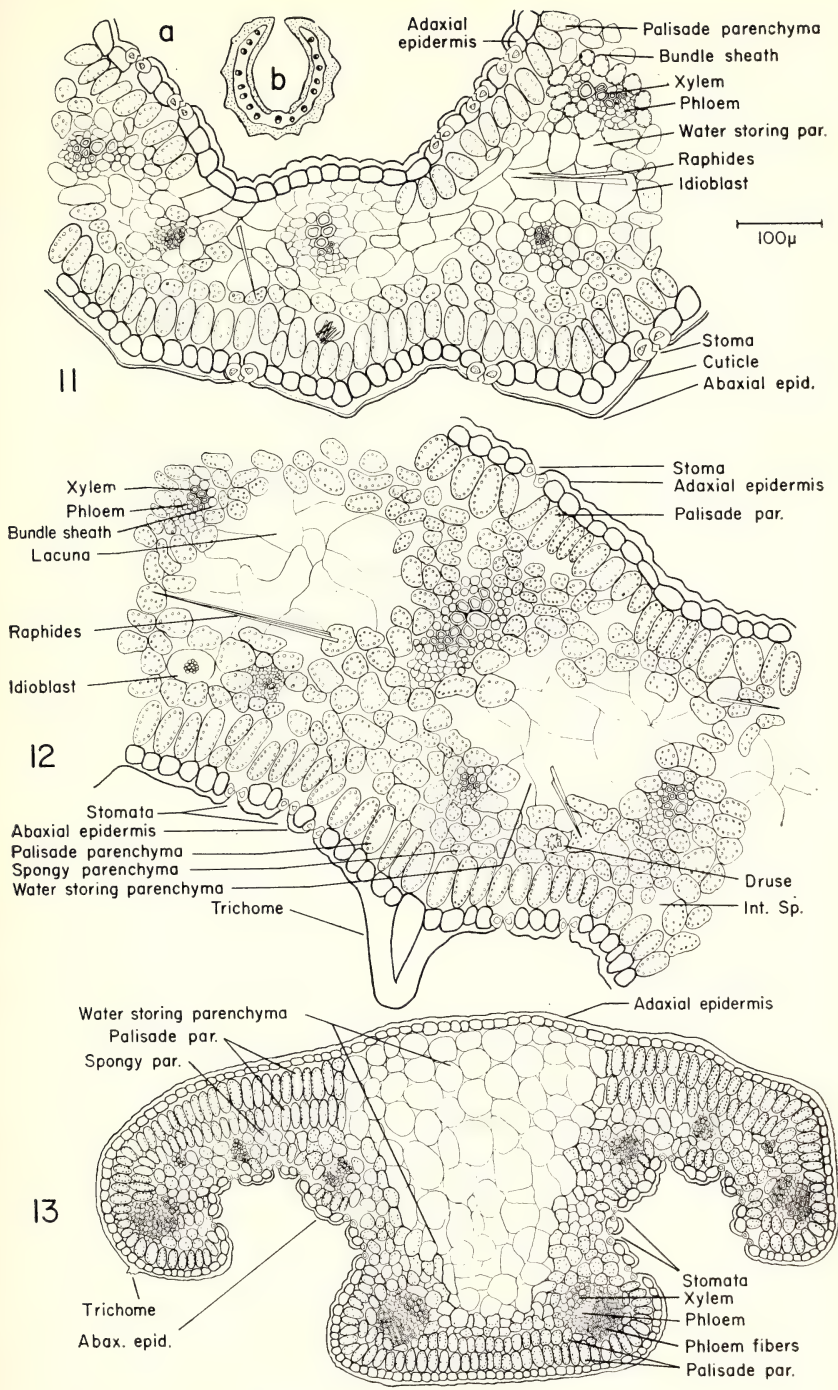 a
b
Adaxial
epidermis
Palisade parenchyma
Bundle sheath
Xylem
Phloem
Water storing par.
Raphides
Idioblast
100µ
Stoma
Cuticle
Abaxial epid.
11
Xylem
Phloem
Bundle sheath
Lacuna
Raphides
Idioblast
Stoma
Adaxial epidermis
Palisade par.
12
Stomata
Abaxial epidermis
Palisade parenchyma
Spongy parenchyma
Water storing parenchyma
Trichome
Druse
Int. Sp.
Water storing parenchyma
Palisade par.
Spongy par.
Adaxial epidermis
13
Trichome
Abax. epid.
Stomata
Xylem
Phloem
Phloem fibers
Palisade par.